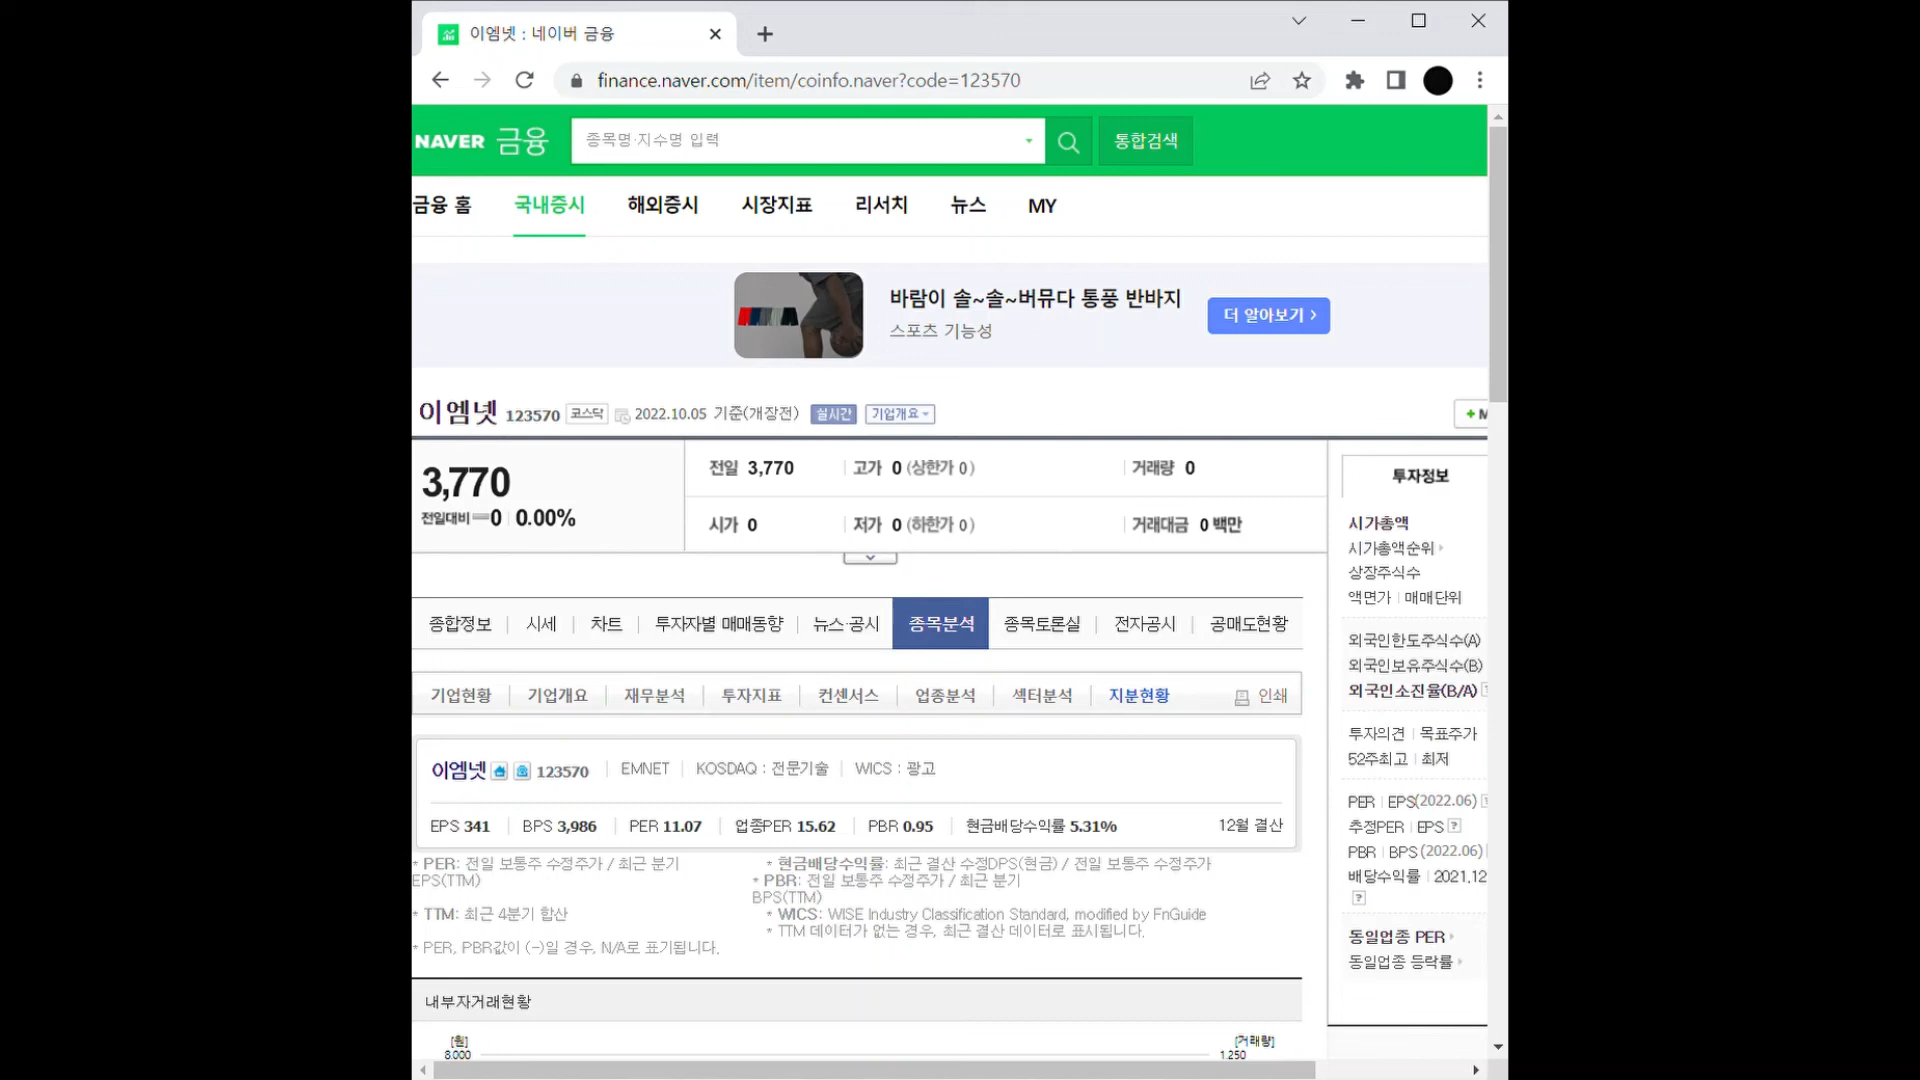 이엠넷 : 네이버 금융
finance.naver.com/item/coinfo.naver?code=123570
NAVER 금융
종목명·지수명 입력
통합검색
금융 홈 국내증시 해외증시 시장지표 리서치 뉴스 MY
바람이 솔~솔~버뮤다 통풍 반바지
스포츠 기능성
더 알아보기 >
이엠넷 123570 코스닥 2022.10.05 기준(개장전) 실시간 기업개요
+ M
3,770
전일대비 0 0.00%
전일 3,770 고가 0 (상한가 0) 거래량 0
시가 0 저가 0 (하한가 0) 거래대금 0 백만
종합정보 시세 차트 투자자별 매매동향 뉴스·공시 종목분석 종목토론실 전자공시 공매도현황
기업현황 기업개요 재무분석 투자지표 컨센서스 업종분석 섹터분석 지분현황 인쇄
이엠넷 123570 EMNET KOSDAQ : 전문기술 WICS : 광고
EPS 341 BPS 3,986 PER 11.07 업종PER 15.62 PBR 0.95 현금배당수익률 5.31% 12월 결산
* PER: 전일 보통주 수정주가 / 최근 분기
EPS(TTM)
* TTM: 최근 4분기 합산
* PER, PBR값이 (-)일 경우, N/A로 표기됩니다.
* 현금배당수익률: 최근 결산 수정DPS(현금) / 전일 보통주 수정주가
* PBR: 전일 보통주 수정주가 / 최근 분기
BPS(TTM)
* WICS: WISE Industry Classification Standard, modified by FnGuide
* TTM 데이터가 없는 경우, 최근 결산 데이터로 표시됩니다.
내부자거래현황
[원] [거래량]
8,000 1,250
투자정보
시가총액
시가총액순위
상장주식수
액면가 매매단위
외국인한도주식수(A)
외국인보유주식수(B)
외국인소진율(B/A)
투자의견 목표주가
52주최고 최저
PER EPS(2022.06)
추정PER EPS ?
PBR BPS (2022.06)
배당수익률 2021.12
?
동일업종 PER
동일업종 등락률